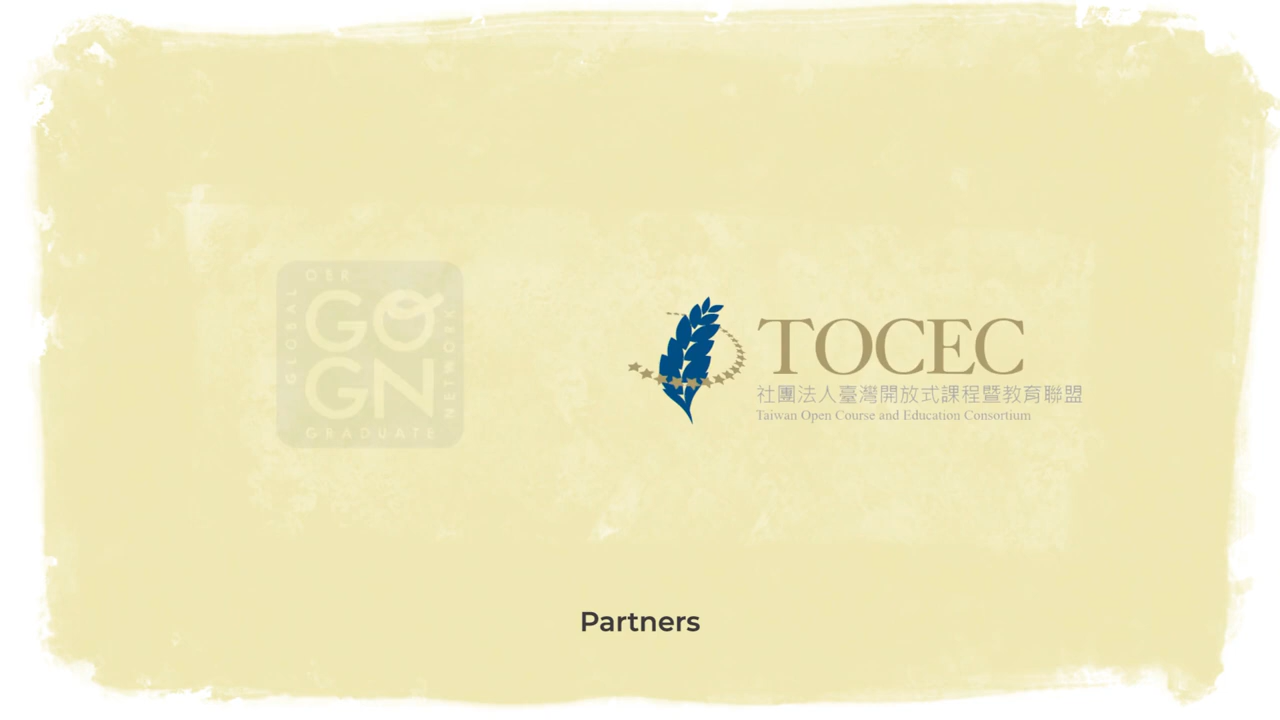 GLOBAL
OER
GO
GN
NETWORK
GRADUATE
TOCEC
社團法人臺灣開放式課程暨教育聯盟
Taiwan Open Course and Education Consortium
Partners